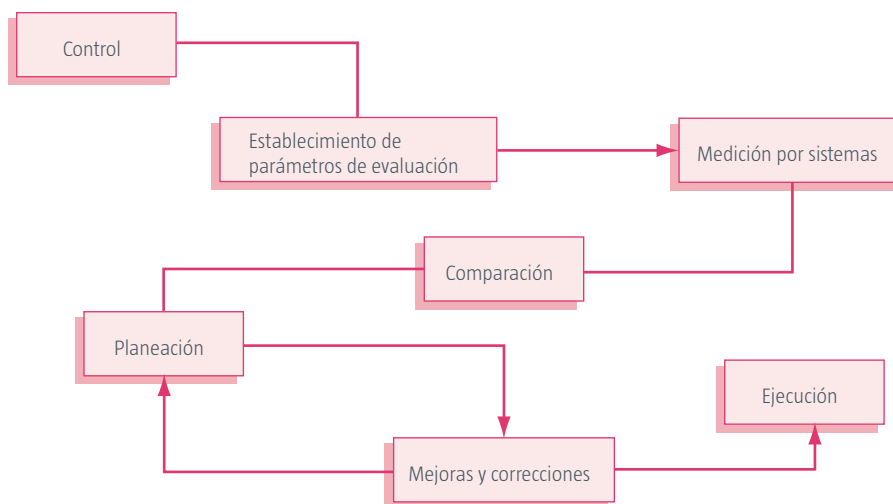 Control
Establecimiento de
parámetros de evaluación
Medición por sistemas
Comparación
Planeación
Ejecución
Mejoras y correcciones